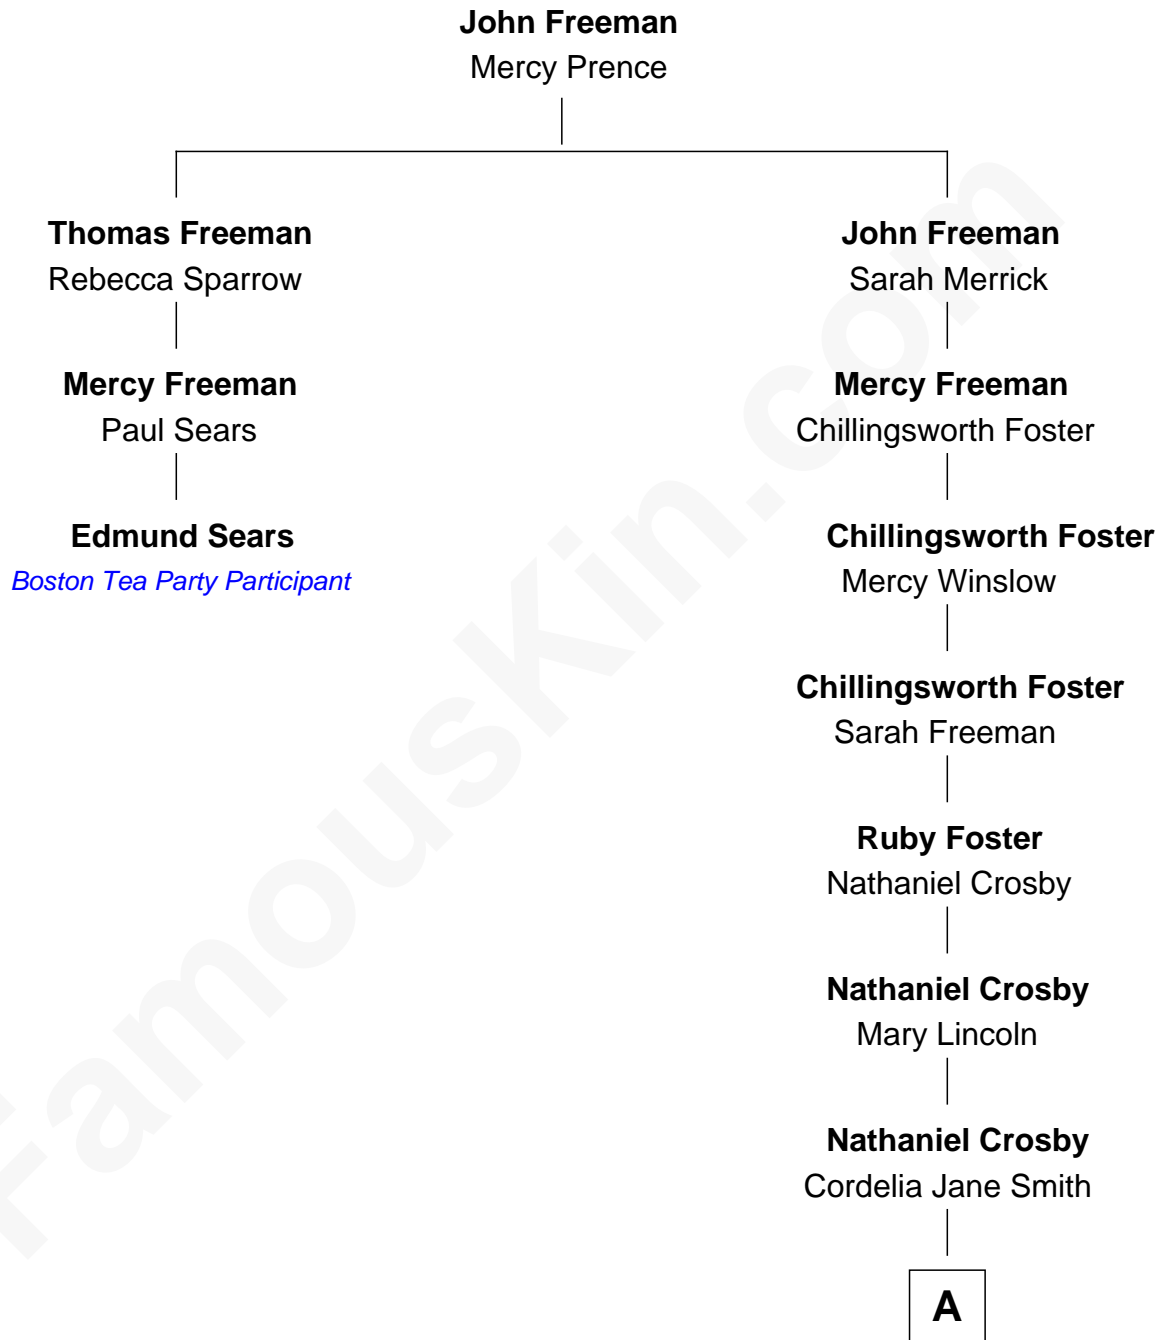 John Freeman
Mercy Prence
Thomas Freeman
Rebecca Sparrow
Mercy Freeman
Paul Sears
Edmund Sears
Boston Tea Party Participant
John Freeman
Sarah Merrick
Mercy Freeman
Chillingsworth Foster
Chillingsworth Foster
Mercy Winslow
Chillingsworth Foster
Sarah Freeman
Ruby Foster
Nathaniel Crosby
Nathaniel Crosby
Mary Lincoln
Nathaniel Crosby
Cordelia Jane Smith
A
FamousKin.com